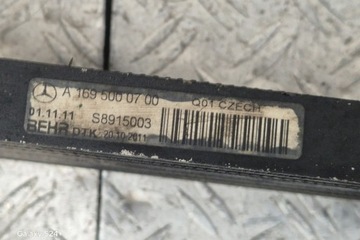 A 169 500 07 00 Q01 CZECH
01.11.11 S8915003
BEHR DTK 20.10.2011